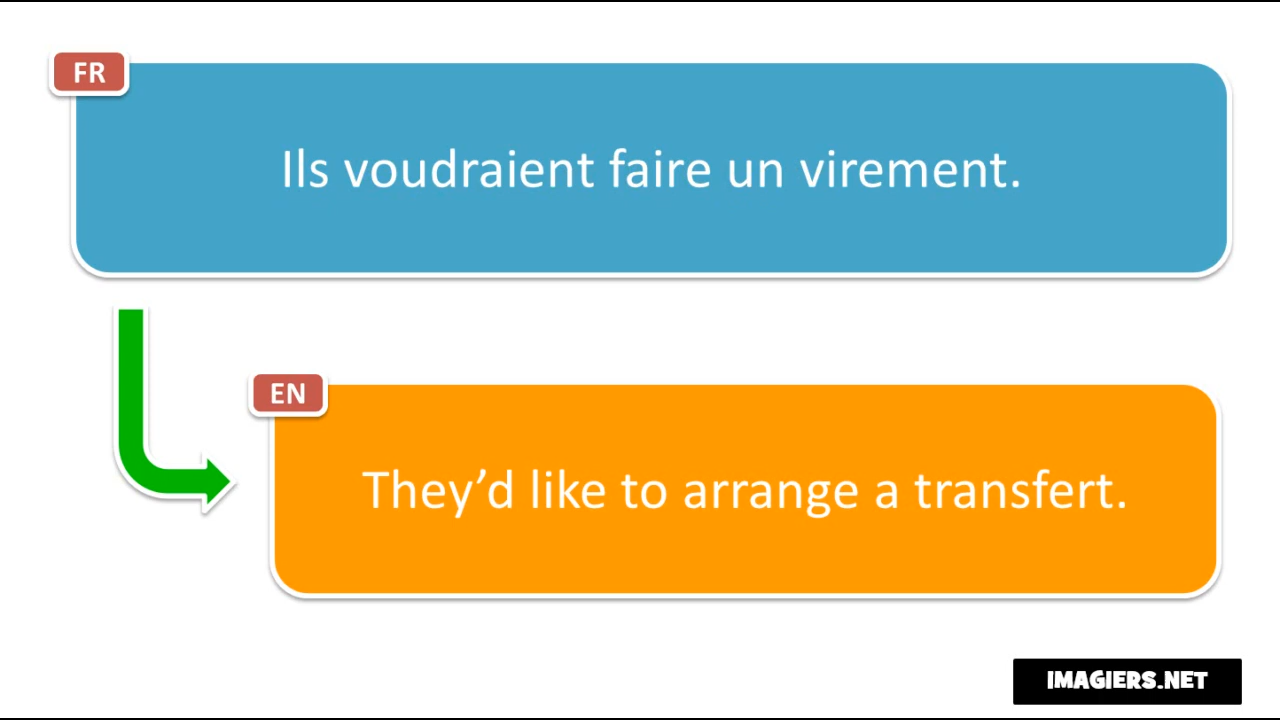 FR
Ils voudraient faire un virement.
EN
They’d like to arrange a transfert.
IMAGIERS.NET